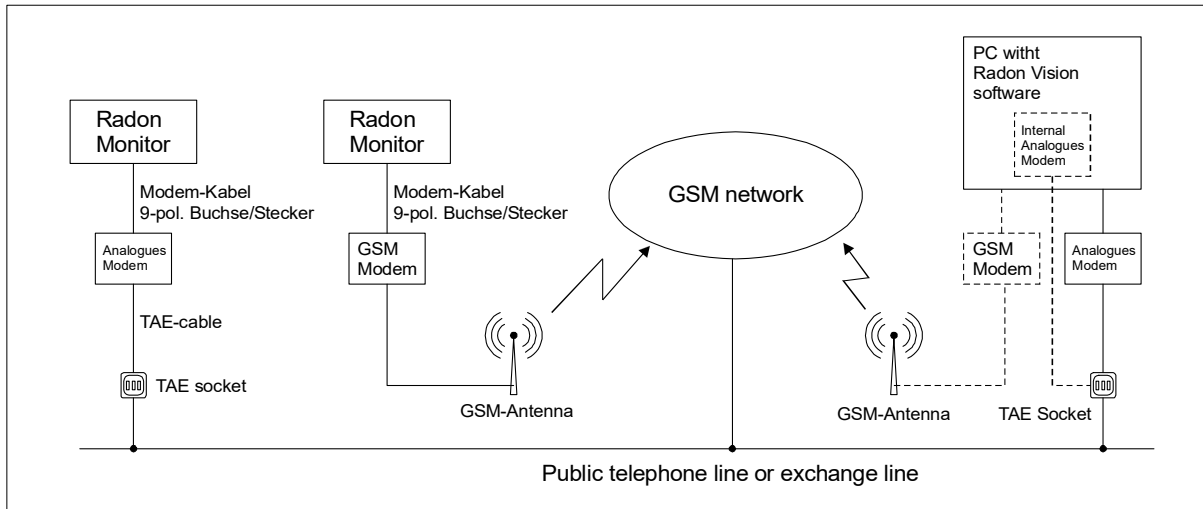 Radon
Monitor
Modem-Kabel
9-pol. Buchse/Stecker
Analogues
Modem
TAE-cable
TAE socket
Radon
Monitor
Modem-Kabel
9-pol. Buchse/Stecker
GSM
Modem
GSM-Antenna
GSM network
PC witht
Radon Vision
software
Internal
Analogues
Modem
GSM
Modem
Analogues
Modem
GSM-Antenna
TAE Socket
Public telephone line or exchange line